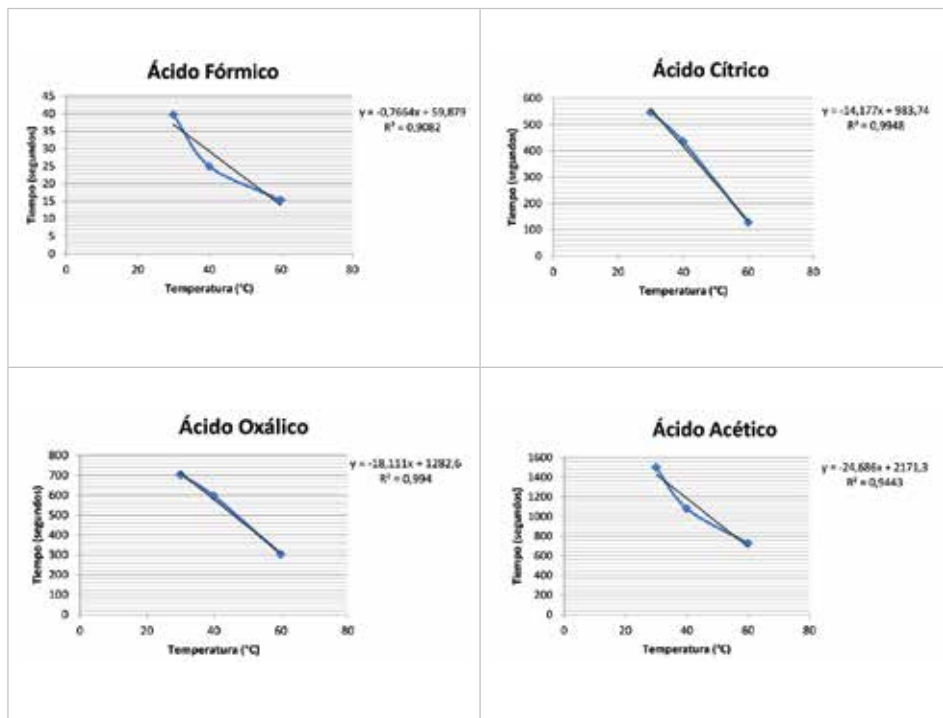 Ácido Fórmico
45
40
35
30
25
20
15
10
5
0
0 20 40 60 80
Tiempo (segundos)
Temperatura (°C)
y = -0,7664x + 59,879
R² = 0,9082
Ácido Cítrico
600
500
400
300
200
100
0
0 20 40 60 80
Tiempo (segundos)
Temperatura (°C)
y = -14,177x + 983,74
R² = 0,9948
Ácido Oxálico
800
700
600
500
400
300
200
100
0
0 20 40 60 80
Tiempo (segundos)
Temperatura (°C)
R² = 0,994
Ácido Acético
1600
1400
1200
1000
800
600
400
200
0
0 20 40 60 80
Tiempo (segundos)
Temperatura (°C)
y = -24,686x + 2171,3
R² = 0,9443